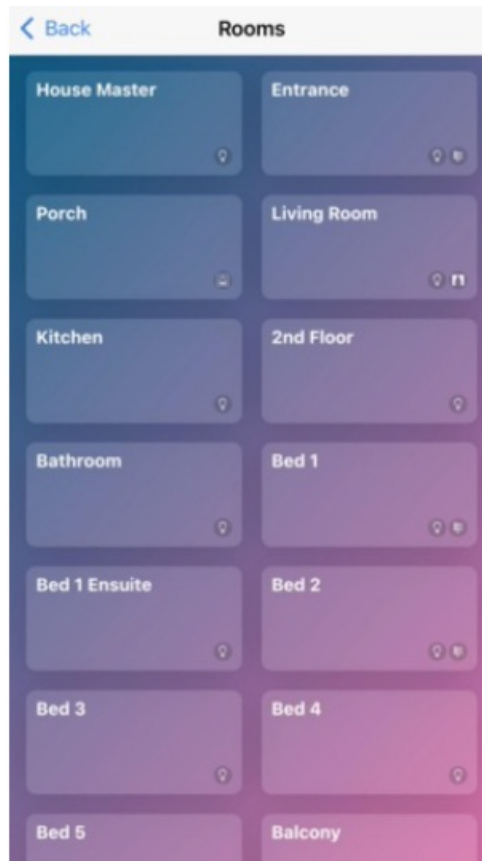 Back
Rooms
House Master
Entrance
Porch
Living Room
Kitchen
2nd Floor
Bathroom
Bed 1
Bed 1 Ensuite
Bed 2
Bed 3
Bed 4
Bed 5
Balcony